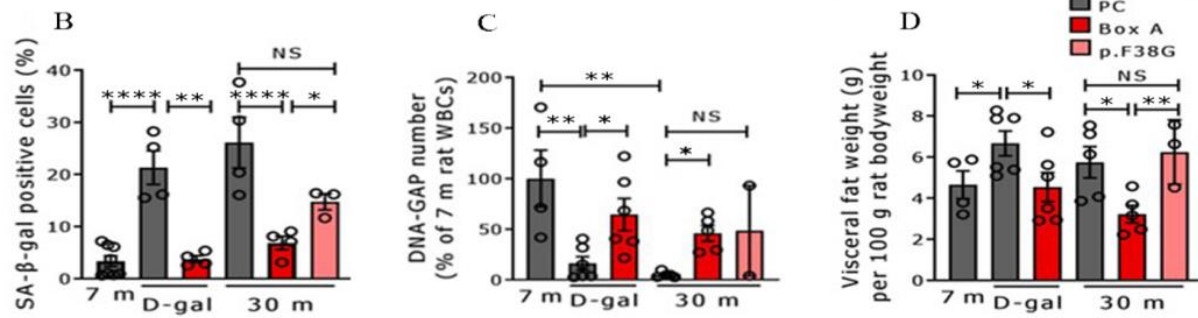 B
SA-β-gal positive cells (%)
40
30
20
10
0
NS
**** ** **** *
7 m D-gal 30 m
C
DNA-GAP number
(% of 7 m rat WBCs)
200
150
100
50
0
**
** * NS
*
7 m D-gal 30 m
D
PC
Box A
p.F38G
Visceral fat weight (g)
per 100 g rat bodyweight
10
8
6
4
2
0
NS
* * * **
7 m D-gal 30 m